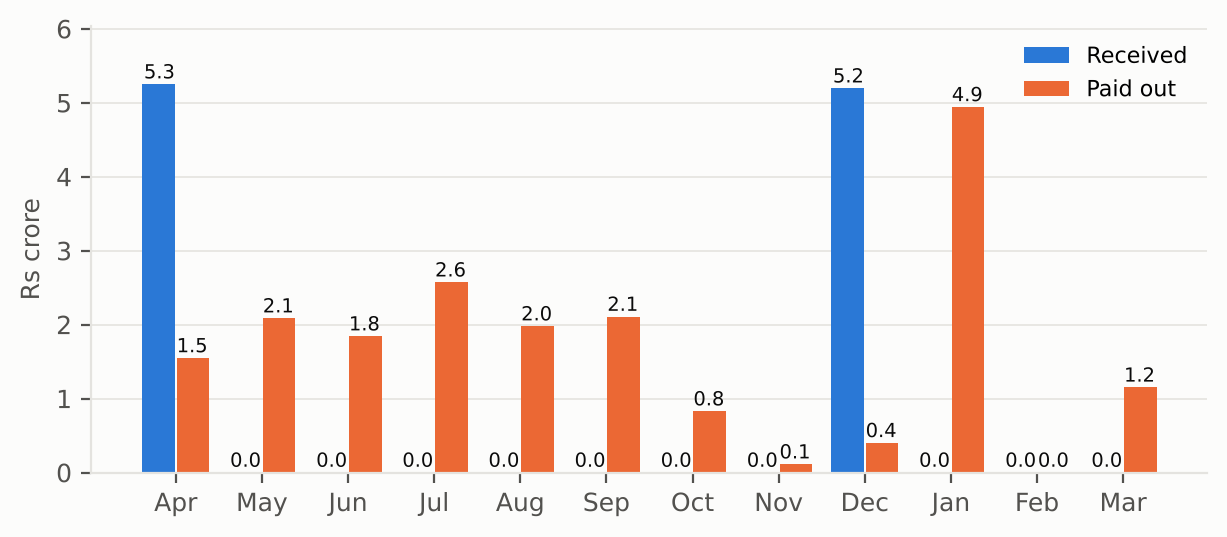 Rs crore
6
5
4
3
2
1
0
Received
Paid out
5.3 1.5 0.0 2.1 0.0 1.8 0.0 2.6 0.0 2.0 0.0 2.1 0.0 0.8 0.0 0.1 5.2 0.4 0.0 4.9 0.0 0.0 0.0 1.2
Apr May Jun Jul Aug Sep Oct Nov Dec Jan Feb Mar